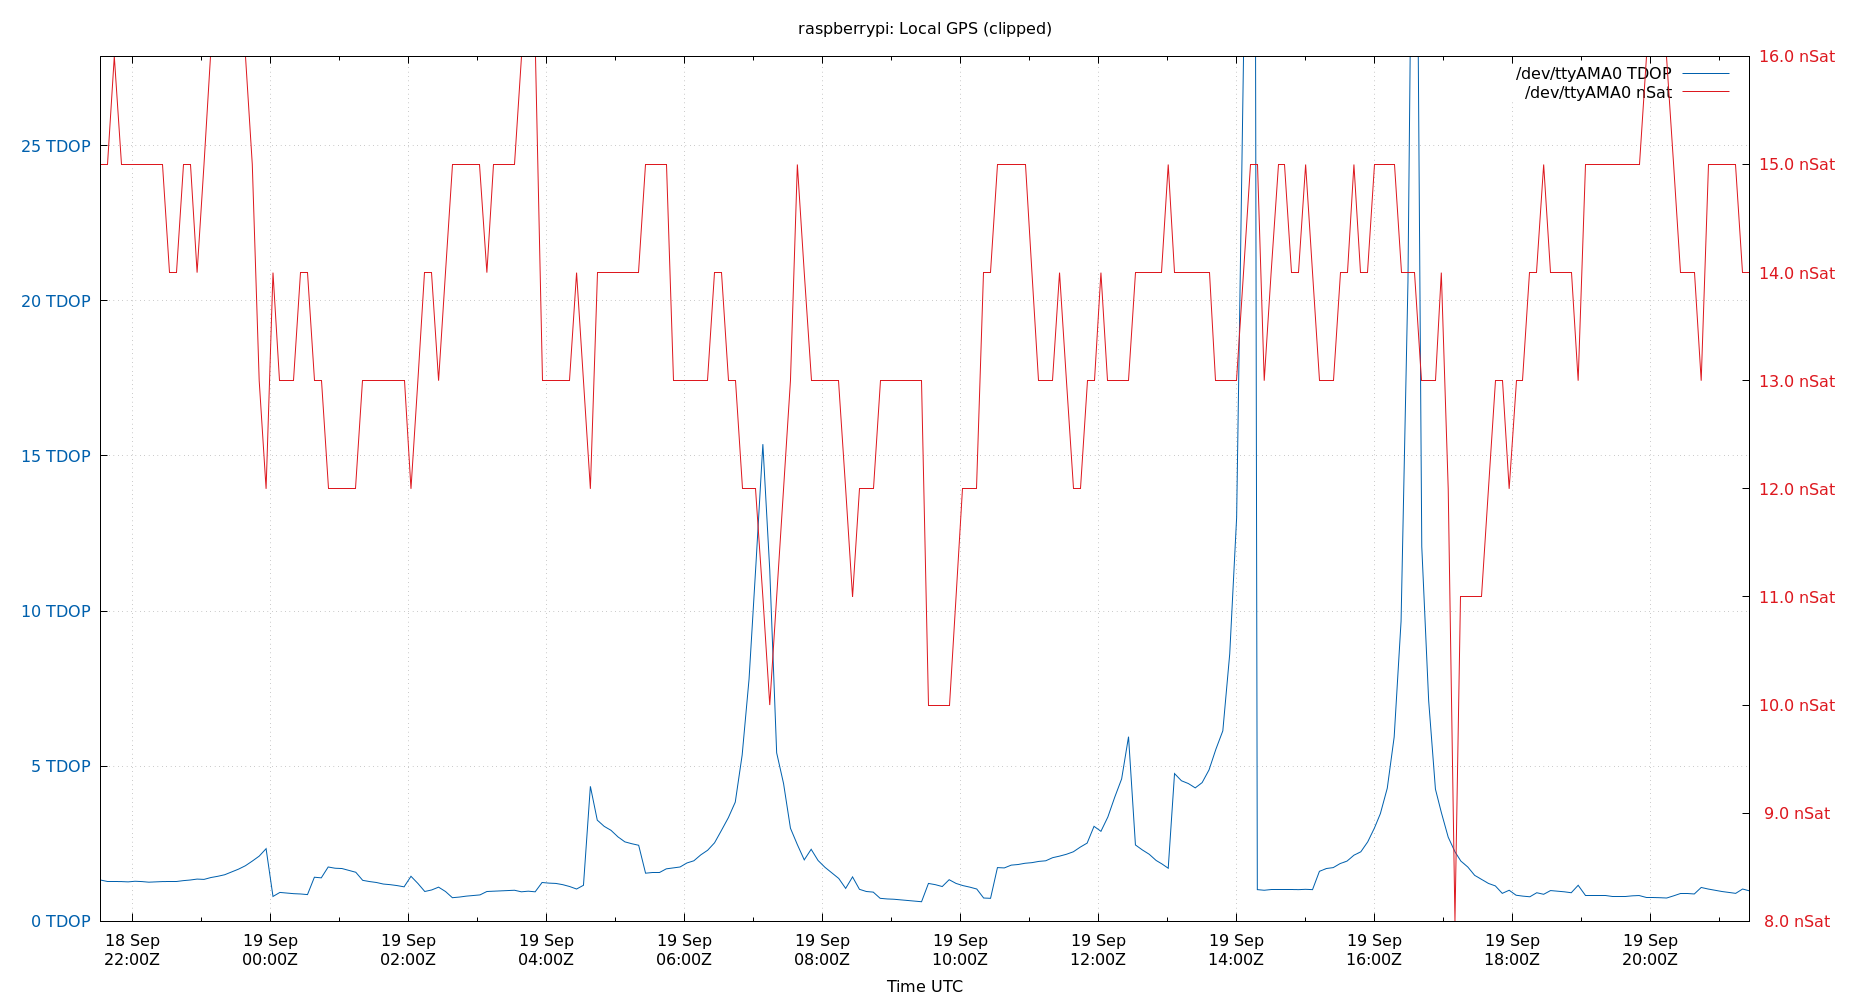 raspberrypi: Local GPS (clipped)
/dev/ttyAMA0 TDOP
/dev/ttyAMA0 nSat
25 TDOP
20 TDOP
15 TDOP
10 TDOP
5 TDOP
0 TDOP
16.0 nSat
15.0 nSat
14.0 nSat
13.0 nSat
12.0 nSat
11.0 nSat
10.0 nSat
9.0 nSat
8.0 nSat
18 Sep 19 Sep 19 Sep 19 Sep 19 Sep 19 Sep 19 Sep 19 Sep 19 Sep 19 Sep 19 Sep 19 Sep
22:00Z 00:00Z 02:00Z 04:00Z 06:00Z 08:00Z 10:00Z 12:00Z 14:00Z 16:00Z 18:00Z 20:00Z
Time UTC